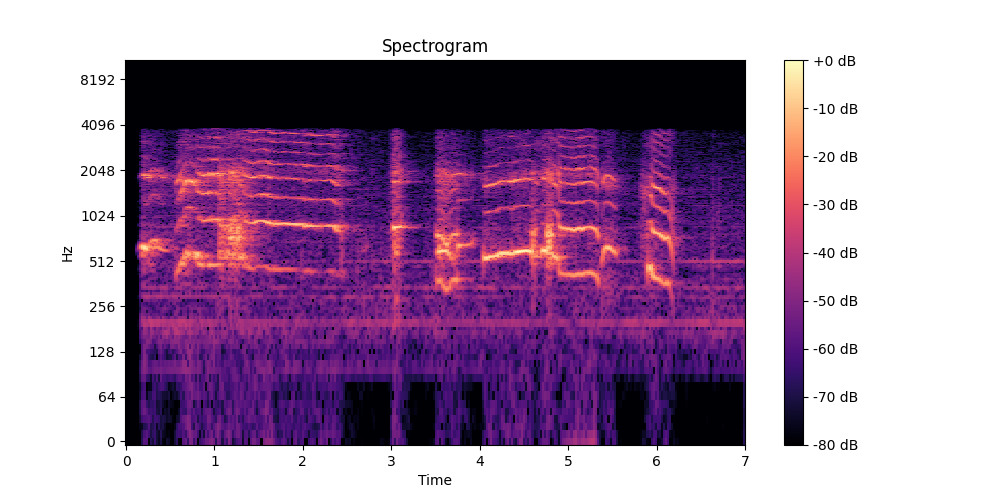 Spectrogram
8192
4096
2048
1024
512
256
128
64
0
Hz
0 1 2 3 4 5 6 7
Time
+0 dB
-10 dB
-20 dB
-30 dB
-40 dB
-50 dB
-60 dB
-70 dB
-80 dB